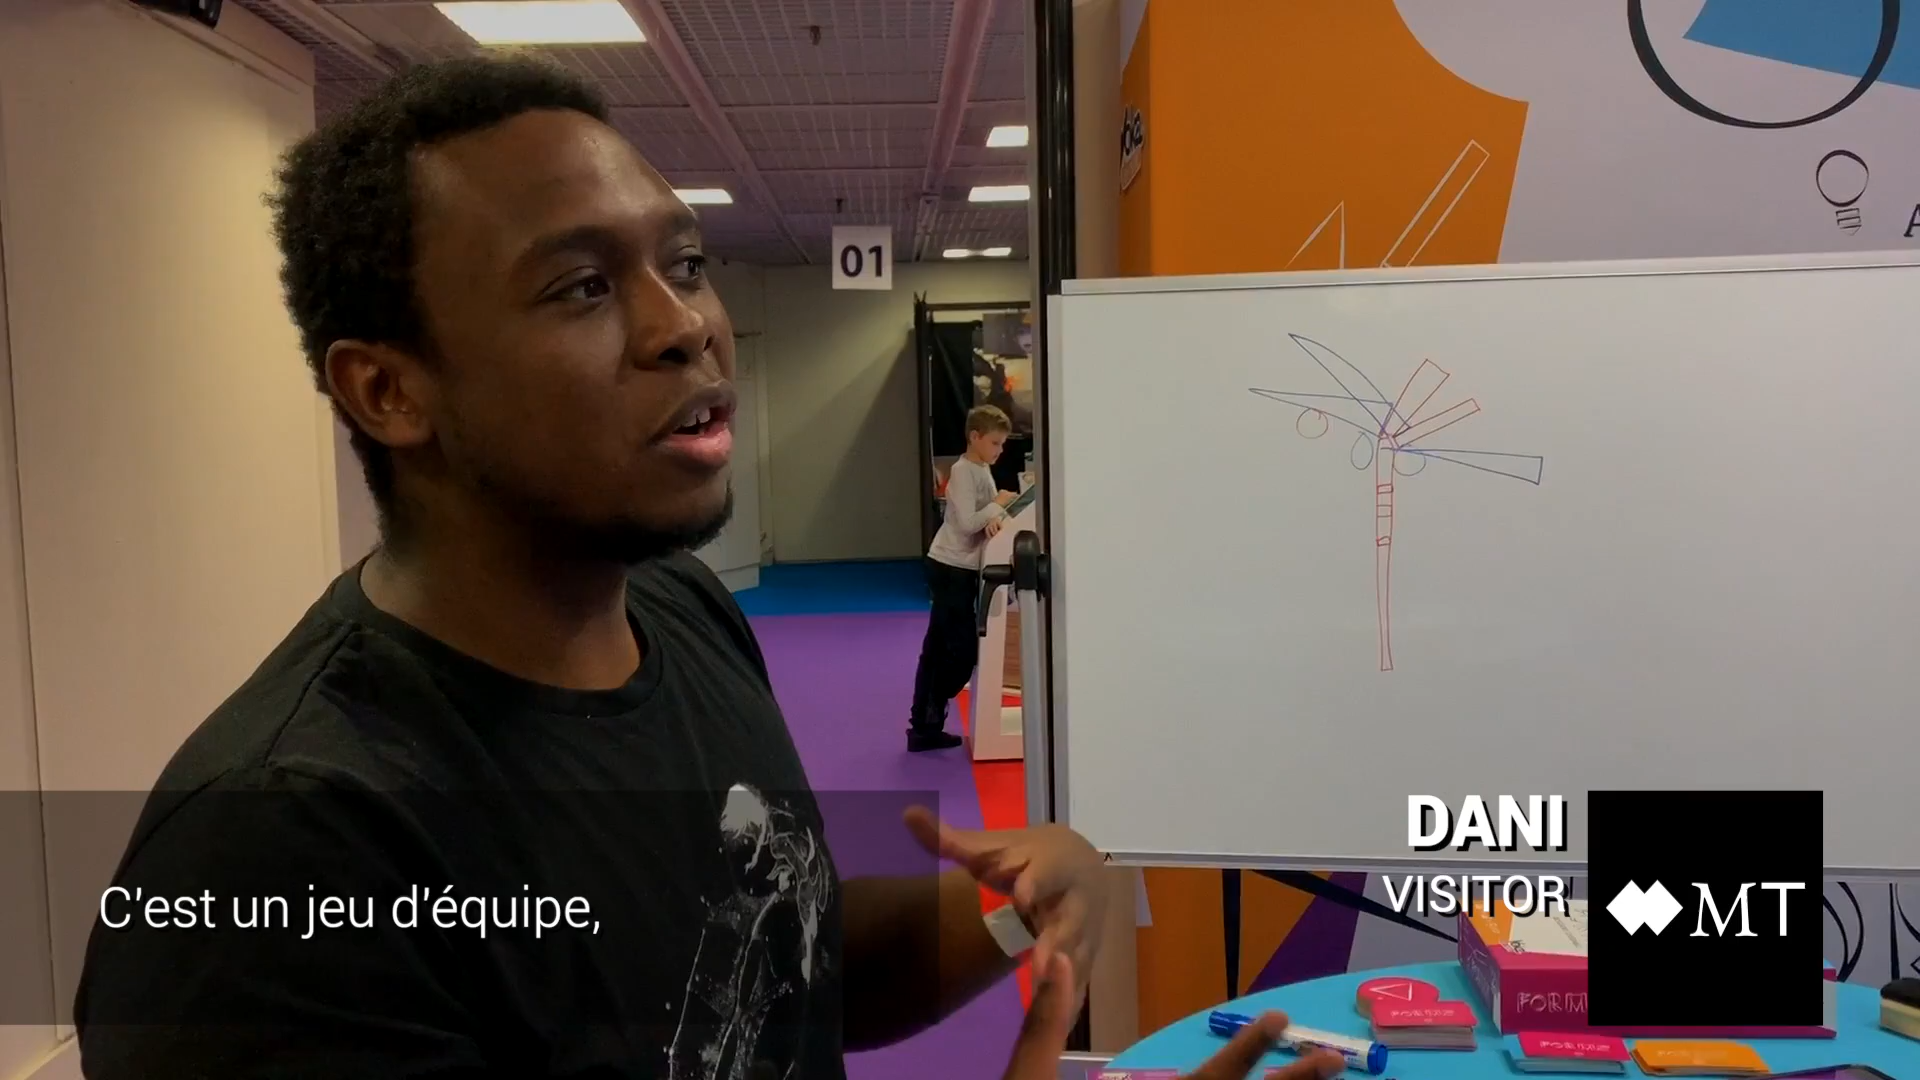 01
DANI
VISITOR
MT
C'est un jeu d'équipe,
FORM